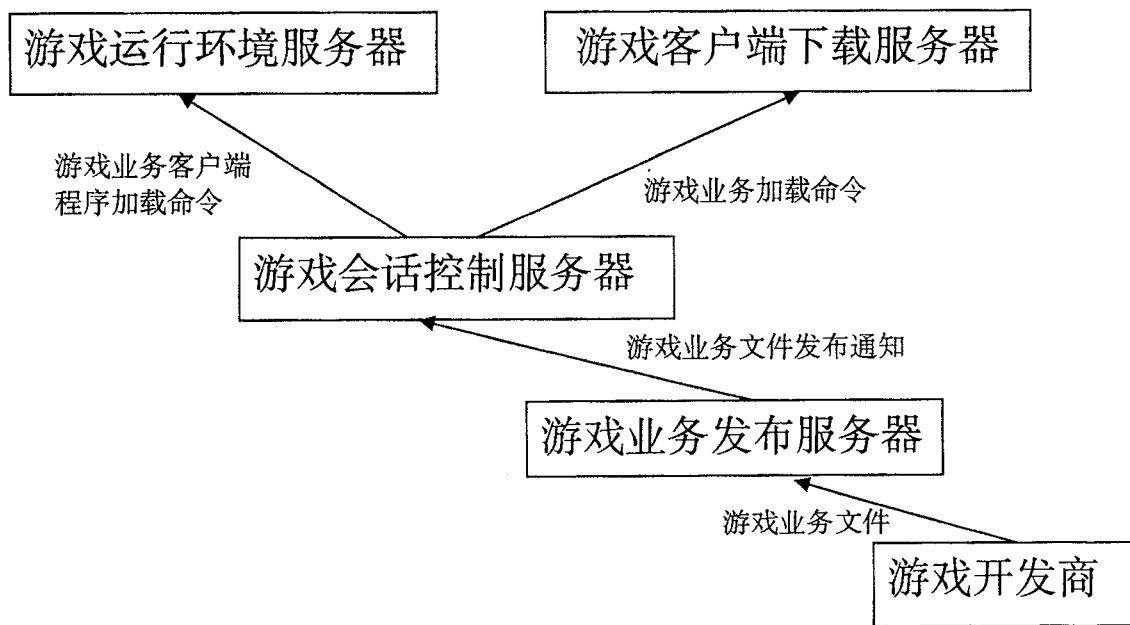 游戏运行环境服务器
游戏客户端下载服务器
游戏业务客户端
程序加载命令
游戏业务加载命令
游戏会话控制服务器
游戏业务文件发布通知
游戏业务发布服务器
游戏业务文件
游戏开发商